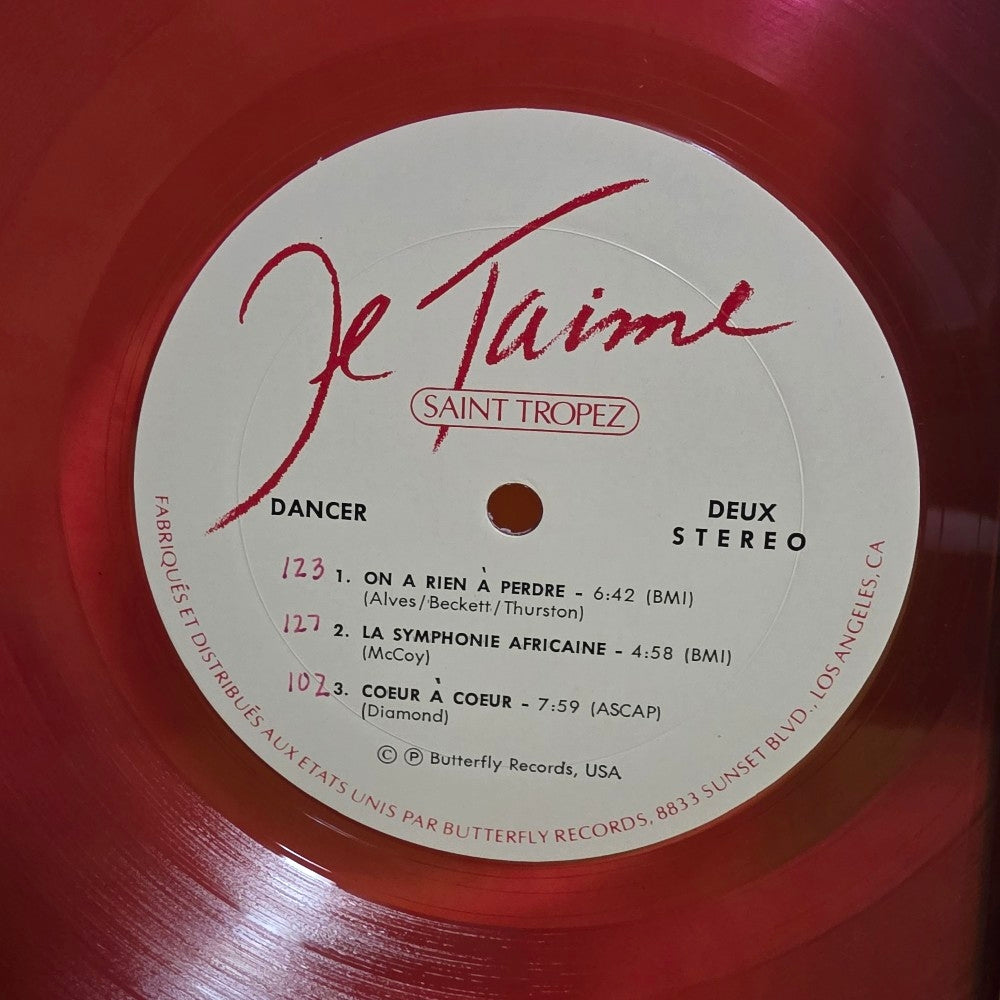 Je T'aime
SAINT TROPEZ
DANCER
DEUX
STEREO
123 1. ON A RIEN À PERDRE – 6:42 (BMI)
(Alves/Beckett/Thurston)
127 2. LA SYMPHONIE AFRICAINE – 4:58 (BMI)
(McCoy)
102 3. COEUR À COEUR – 7:59 (ASCAP)
(Diamond)
© ℗ Butterfly Records, USA
FABRIQUÉS ET DISTRIBUÉS AUX ETATS UNIS PAR BUTTERFLY RECORDS, 8833 SUNSET BLVD., LOS ANGELES, CA